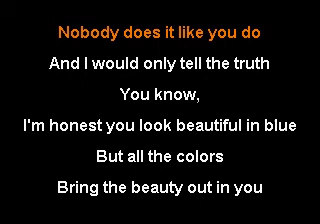 Nobody does it like you do
And I would only tell the truth
You know,
I'm honest you look beautiful in blue
But all the colors
Bring the beauty out in you